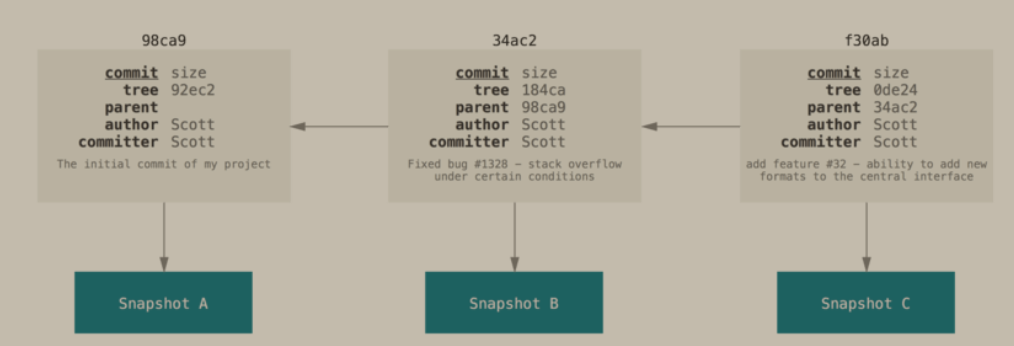 98ca9
commit size
tree 92ec2
parent
author Scott
committer Scott
The initial commit of my project
Snapshot A
34ac2
commit size
tree 184ca
parent 98ca9
author Scott
committer Scott
Fixed bug #1328 – stack overflow
under certain conditions
Snapshot B
f30ab
commit size
tree 0de24
parent 34ac2
author Scott
committer Scott
add feature #32 – ability to add new
formats to the central interface
Snapshot C